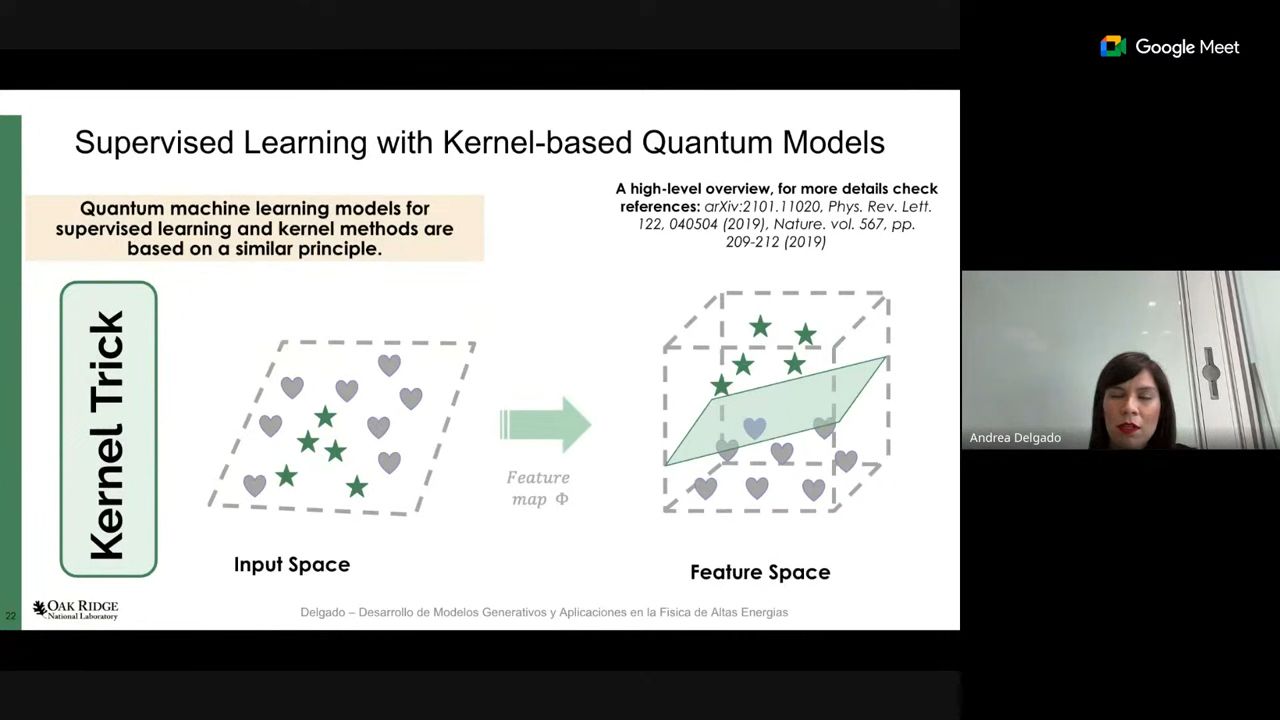 Google Meet
Supervised Learning with Kernel-based Quantum Models
Quantum machine learning models for
supervised learning and kernel methods are
based on a similar principle.
A high-level overview, for more details check
references: arXiv:2101.11020, Phys. Rev. Lett.
122, 040504 (2019), Nature. vol. 567, pp.
209-212 (2019)
Kernel Trick
Feature
map Φ
Input Space
Feature Space
Andrea Delgado
22
OAK RIDGE
National Laboratory
Delgado – Desarrollo de Modelos Generativos y Aplicaciones en la Fisica de Altas Energias